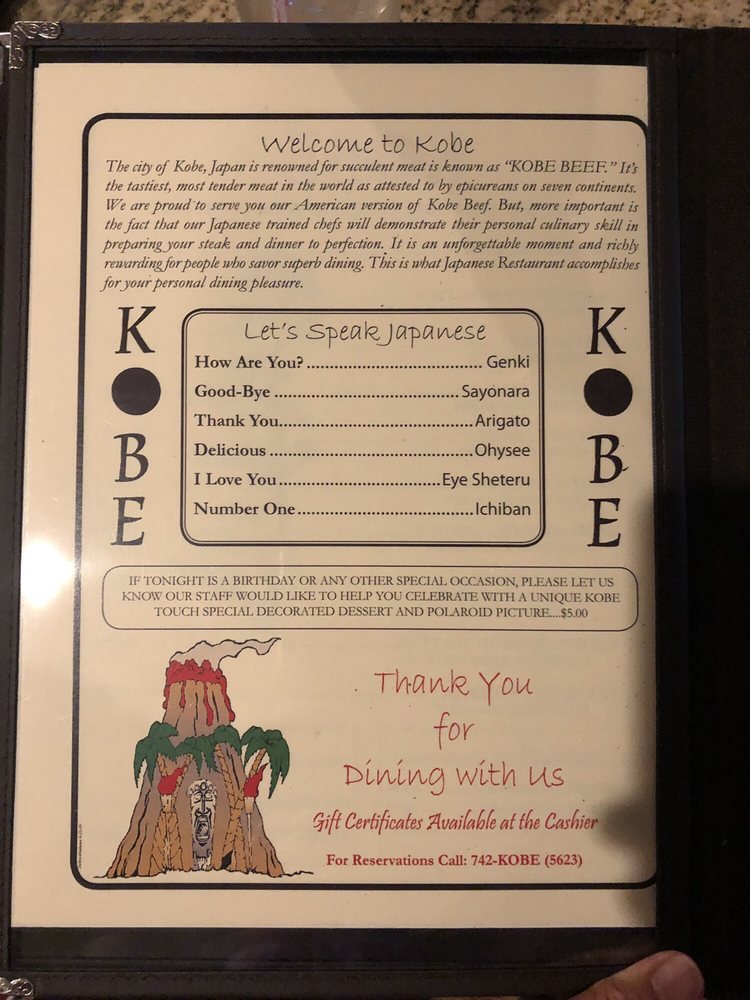 Welcome to Kobe
The city of Kobe, Japan is renowned for succulent meat is known as "KOBE BEEF." It's
the tastiest, most tender meat in the world as attested to by epicureans on seven continents.
We are proud to serve you our American version of Kobe Beef. But, more important is
the fact that our Japanese trained chefs will demonstrate their personal culinary skill in
preparing your steak and dinner to perfection. It is an unforgettable moment and richly
rewarding for people who savor superb dining. This is what Japanese Restaurant accomplishes
for your personal dining pleasure.
K
B
E
Let's Speak Japanese
How Are You?......................................Genki
Good-Bye ........................................Sayonara
Thank You..........................................Arigato
Delicious ............................................Ohysee
I Love You...................................Eye Sheteru
Number One......................................Ichiban
K
B
E
IF TONIGHT IS A BIRTHDAY OR ANY OTHER SPECIAL OCCASION, PLEASE LET US
KNOW OUR STAFF WOULD LIKE TO HELP YOU CELEBRATE WITH A UNIQUE KOBE
TOUCH SPECIAL DECORATED DESSERT AND POLAROID PICTURE....$5.00
Thank You
for
Dining with Us
Gift Certificates Available at the Cashier
For Reservations Call: 742-KOBE (5623)